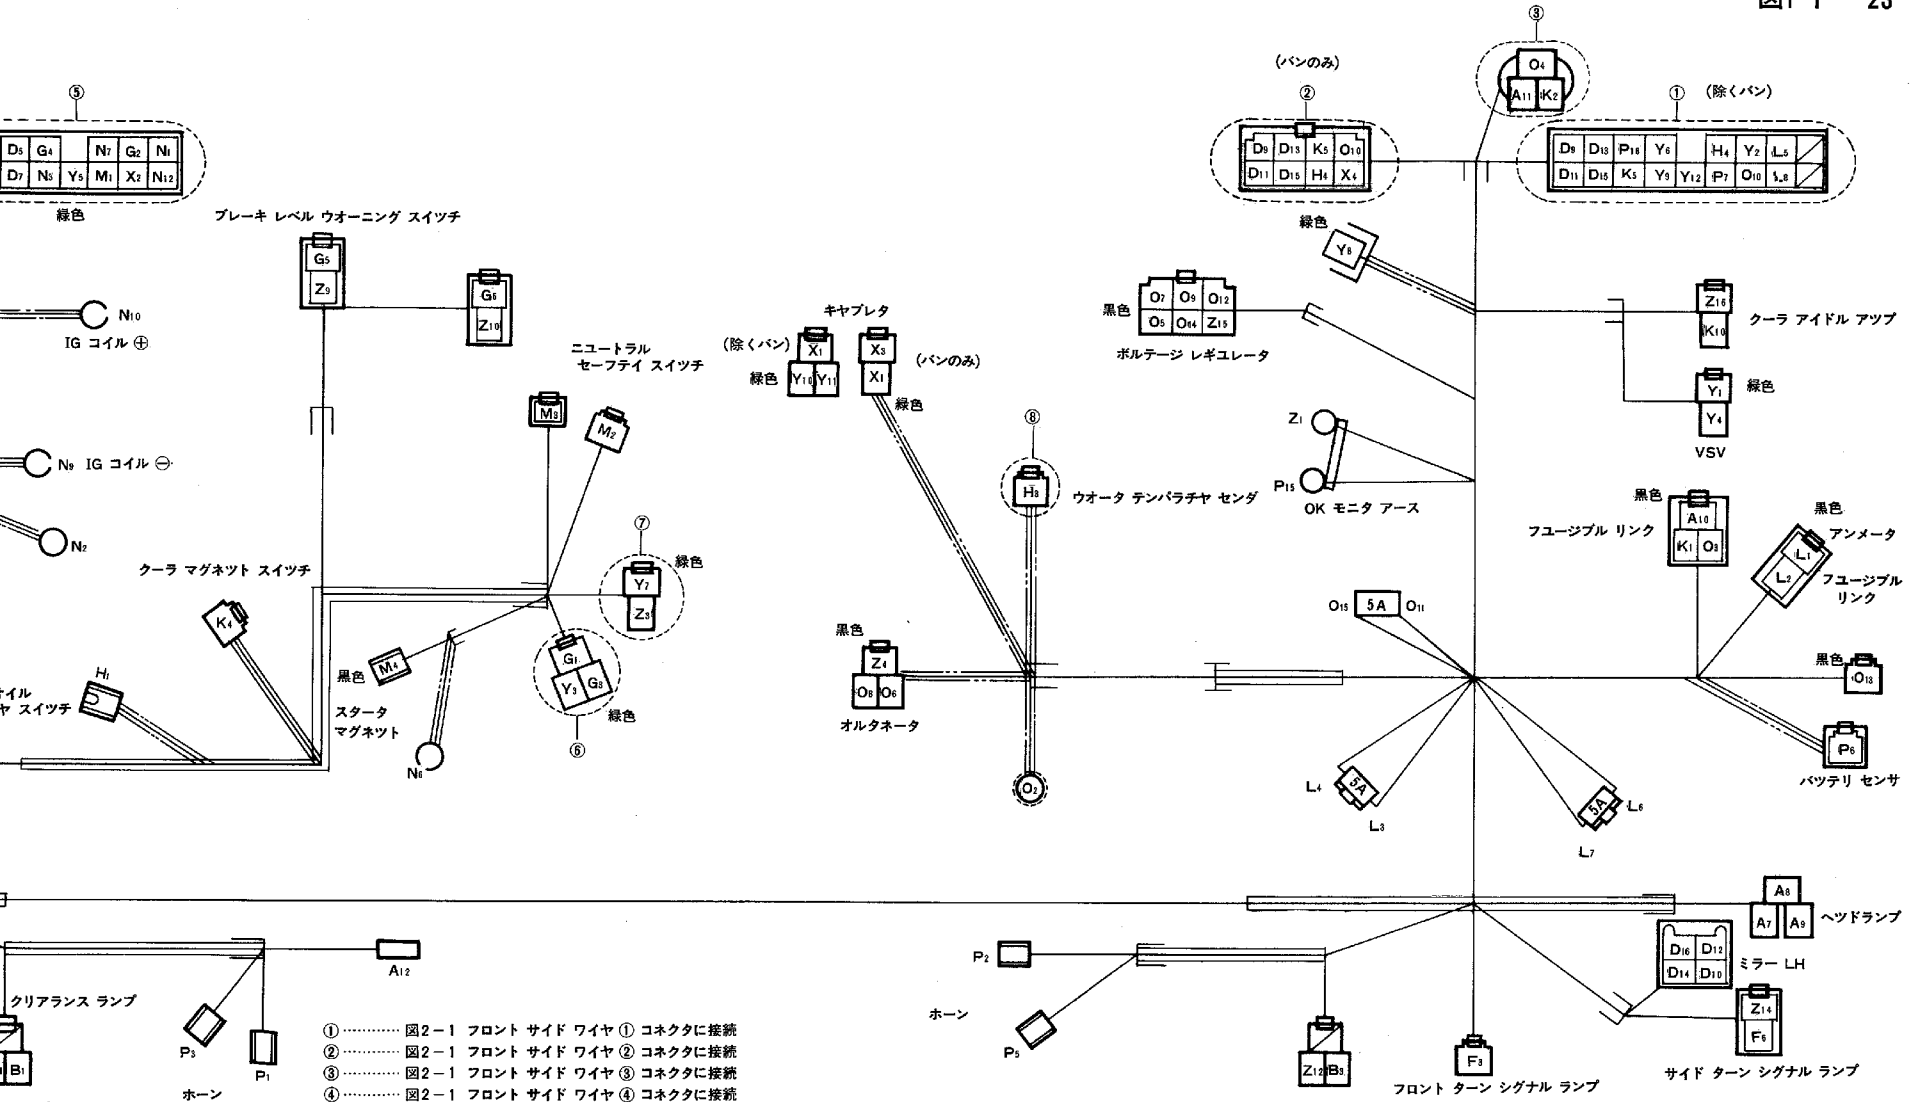 図1-1 23
③
O4
A11 K2
(バンのみ)
②
D9 D13 K5 O10
D11 D15 H4 X4
① (除くバン)
D9 D13 P16 Y6 H4 Y2 L5
D11 D15 K5 Y9 Y12 P7 O10 L8
⑤
D5 G4 N7 G2 N1
D7 N3 Y5 M1 X2 N12
緑色
ブレーキ レベル ウオーニング スイツチ
G5
Z9
G6
Z10
N10
IG コイル ⊕
N9 IG コイル ⊖
N2
ニユートラル
セーフテイ スイツチ
M3
M2
キヤブレタ
(除くバン)
X1
緑色
Y10 Y11
X3
X1
(バンのみ)
緑色
緑色
Y8
黒色
O7 O9 O12
O5 O14 Z15
ボルテージ レギユレータ
Z16
K10
クーラ アイドル アツプ
Y1
Y4
緑色
VSV
Z1
P15
OK モニタ アース
⑧
H3
ウオータ テンパラチヤ センダ
黒色
フユージブル リンク
A10
K1 O3
黒色
アンメータ
L1
L2
フユージブル
リンク
⑦
緑色
Y7
Z3
クーラ マグネツト スイツチ
K4
H1
イル
ヤ スイツチ
黒色
M4
スタータ
マグネツト
N6
G1
Y3 G3
緑色
⑥
黒色
Z4
O8 O6
オルタネータ
O2
O15 5A O11
黒色
O13
P6
バツテリ センサ
L4
5A
L3
5A
L6
L7
A8
A7 A9
ヘツドランプ
D16 D12
D14 D10
ミラー LH
Z14
F6
サイド ターン シグナル ランプ
A12
クリアランス ランプ
B1
P3
P1
ホーン
P2
ホーン
P5
Z12 B3
F3
フロント ターン シグナル ランプ
① ………… 図2−1 フロント サイド ワイヤ ① コネクタに接続
② ………… 図2−1 フロント サイド ワイヤ ② コネクタに接続
③ ………… 図2−1 フロント サイド ワイヤ ③ コネクタに接続
④ ………… 図2−1 フロント サイド ワイヤ ④ コネクタに接続